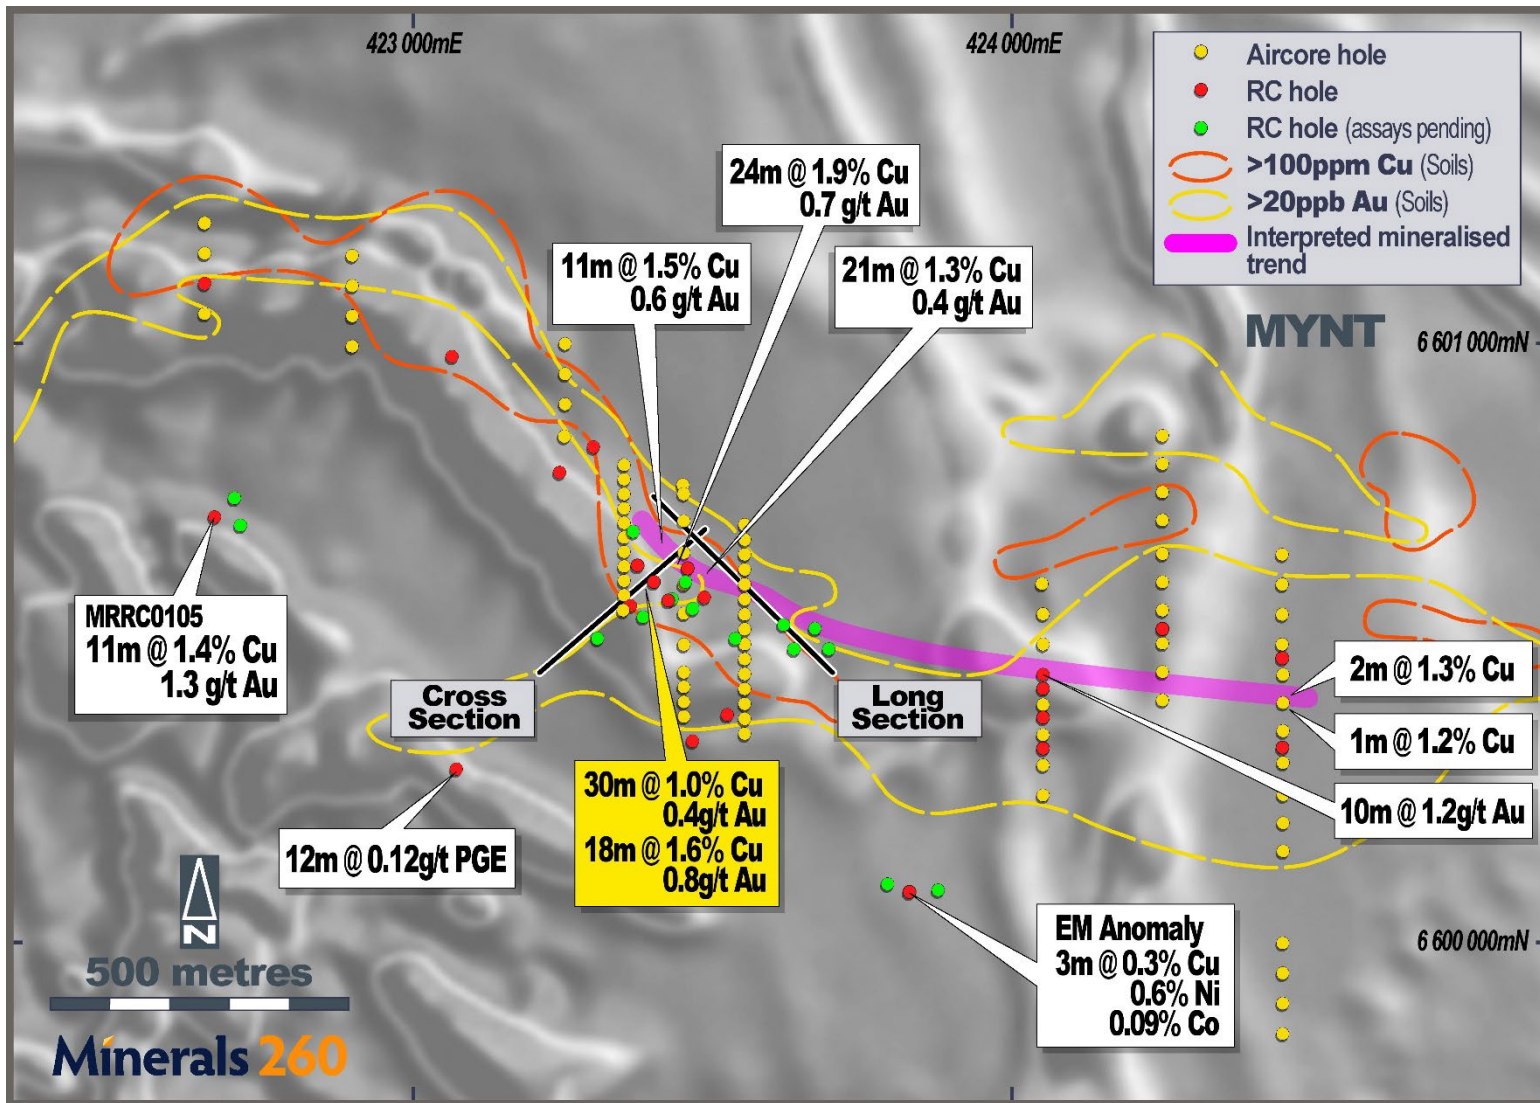 423 000mE
424 000mE
Aircore hole
RC hole
RC hole (assays pending)
>100ppm Cu (Soils)
>20ppb Au (Soils)
Interpreted mineralised
trend
24m @ 1.9% Cu
0.7 g/t Au
11m @ 1.5% Cu
0.6 g/t Au
21m @ 1.3% Cu
0.4 g/t Au
MYNT
6 601 000mN
MRRC0105
11m @ 1.4% Cu
1.3 g/t Au
Cross
Section
Long
Section
2m @ 1.3% Cu
1m @ 1.2% Cu
10m @ 1.2g/t Au
30m @ 1.0% Cu
0.4g/t Au
18m @ 1.6% Cu
0.8g/t Au
12m @ 0.12g/t PGE
EM Anomaly
3m @ 0.3% Cu
0.6% Ni
0.09% Co
6 600 000mN
N
500 metres
Minerals 260